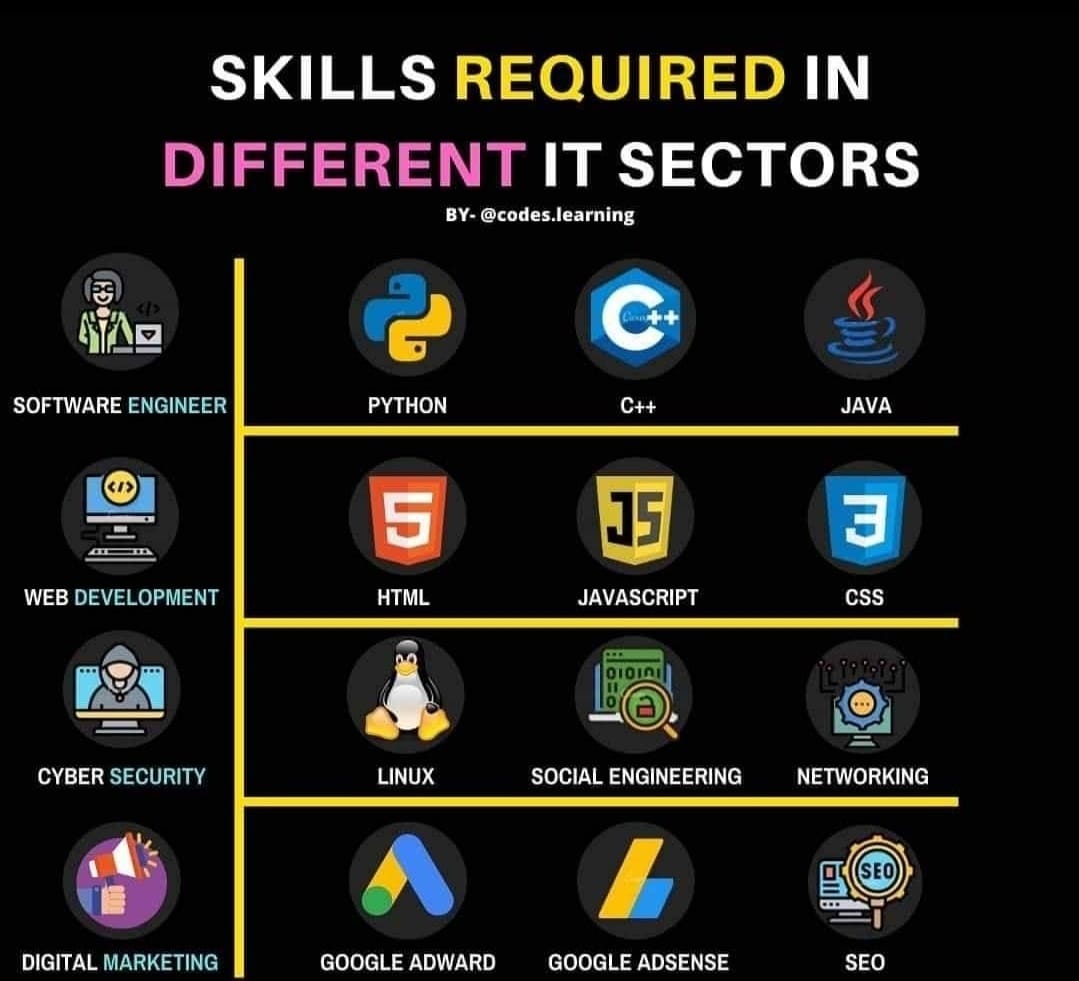 SKILLS REQUIRED IN
DIFFERENT IT SECTORS
BY- @codes.learning
SOFTWARE ENGINEER
PYTHON
C++
JAVA
WEB DEVELOPMENT
5
HTML
JS
JAVASCRIPT
3
CSS
CYBER SECURITY
LINUX
SOCIAL ENGINEERING
NETWORKING
DIGITAL MARKETING
GOOGLE ADWARD
GOOGLE ADSENSE
SEO
SEO